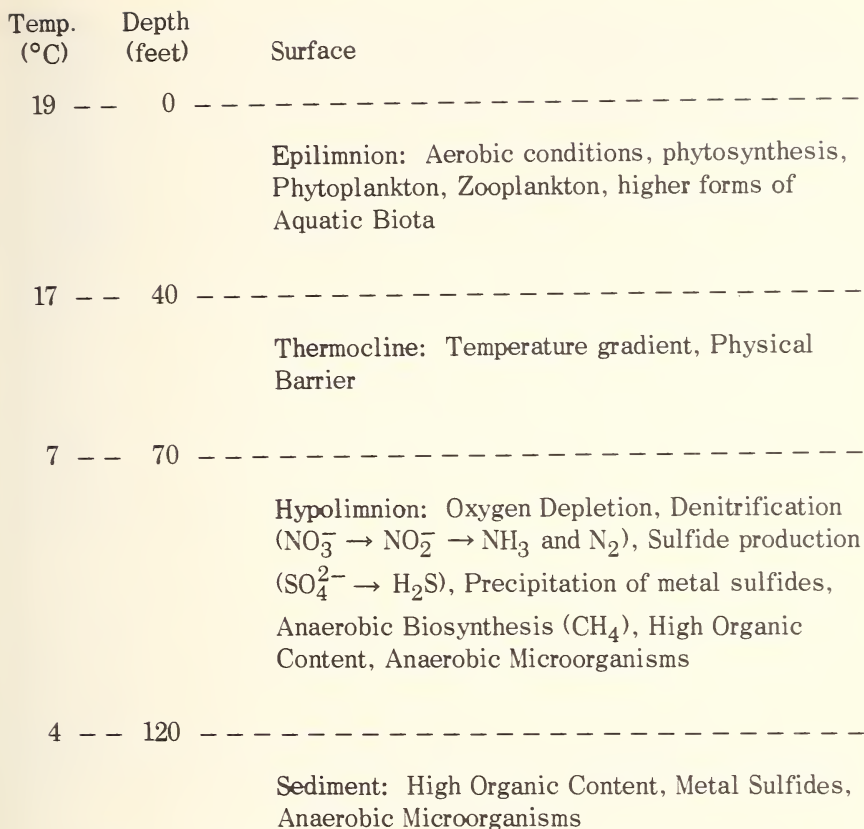 Temp. Depth
(°C) (feet) Surface
19 -- 0 ------------------------
Epilimnion: Aerobic conditions, phytosynthesis,
Phytoplankton, Zooplankton, higher forms of
Aquatic Biota
17 -- 40 ------------------------
Thermocline: Temperature gradient, Physical
Barrier
7 -- 70 ------------------------
Hypolimnion: Oxygen Depletion, Denitrification
(NO₃⁻ → NO₂⁻ → NH₃ and N₂), Sulfide production
(SO₄²⁻ → H₂S), Precipitation of metal sulfides,
Anaerobic Biosynthesis (CH₄), High Organic
Content, Anaerobic Microorganisms
4 -- 120 ------------------------
Sediment: High Organic Content, Metal Sulfides,
Anaerobic Microorganisms